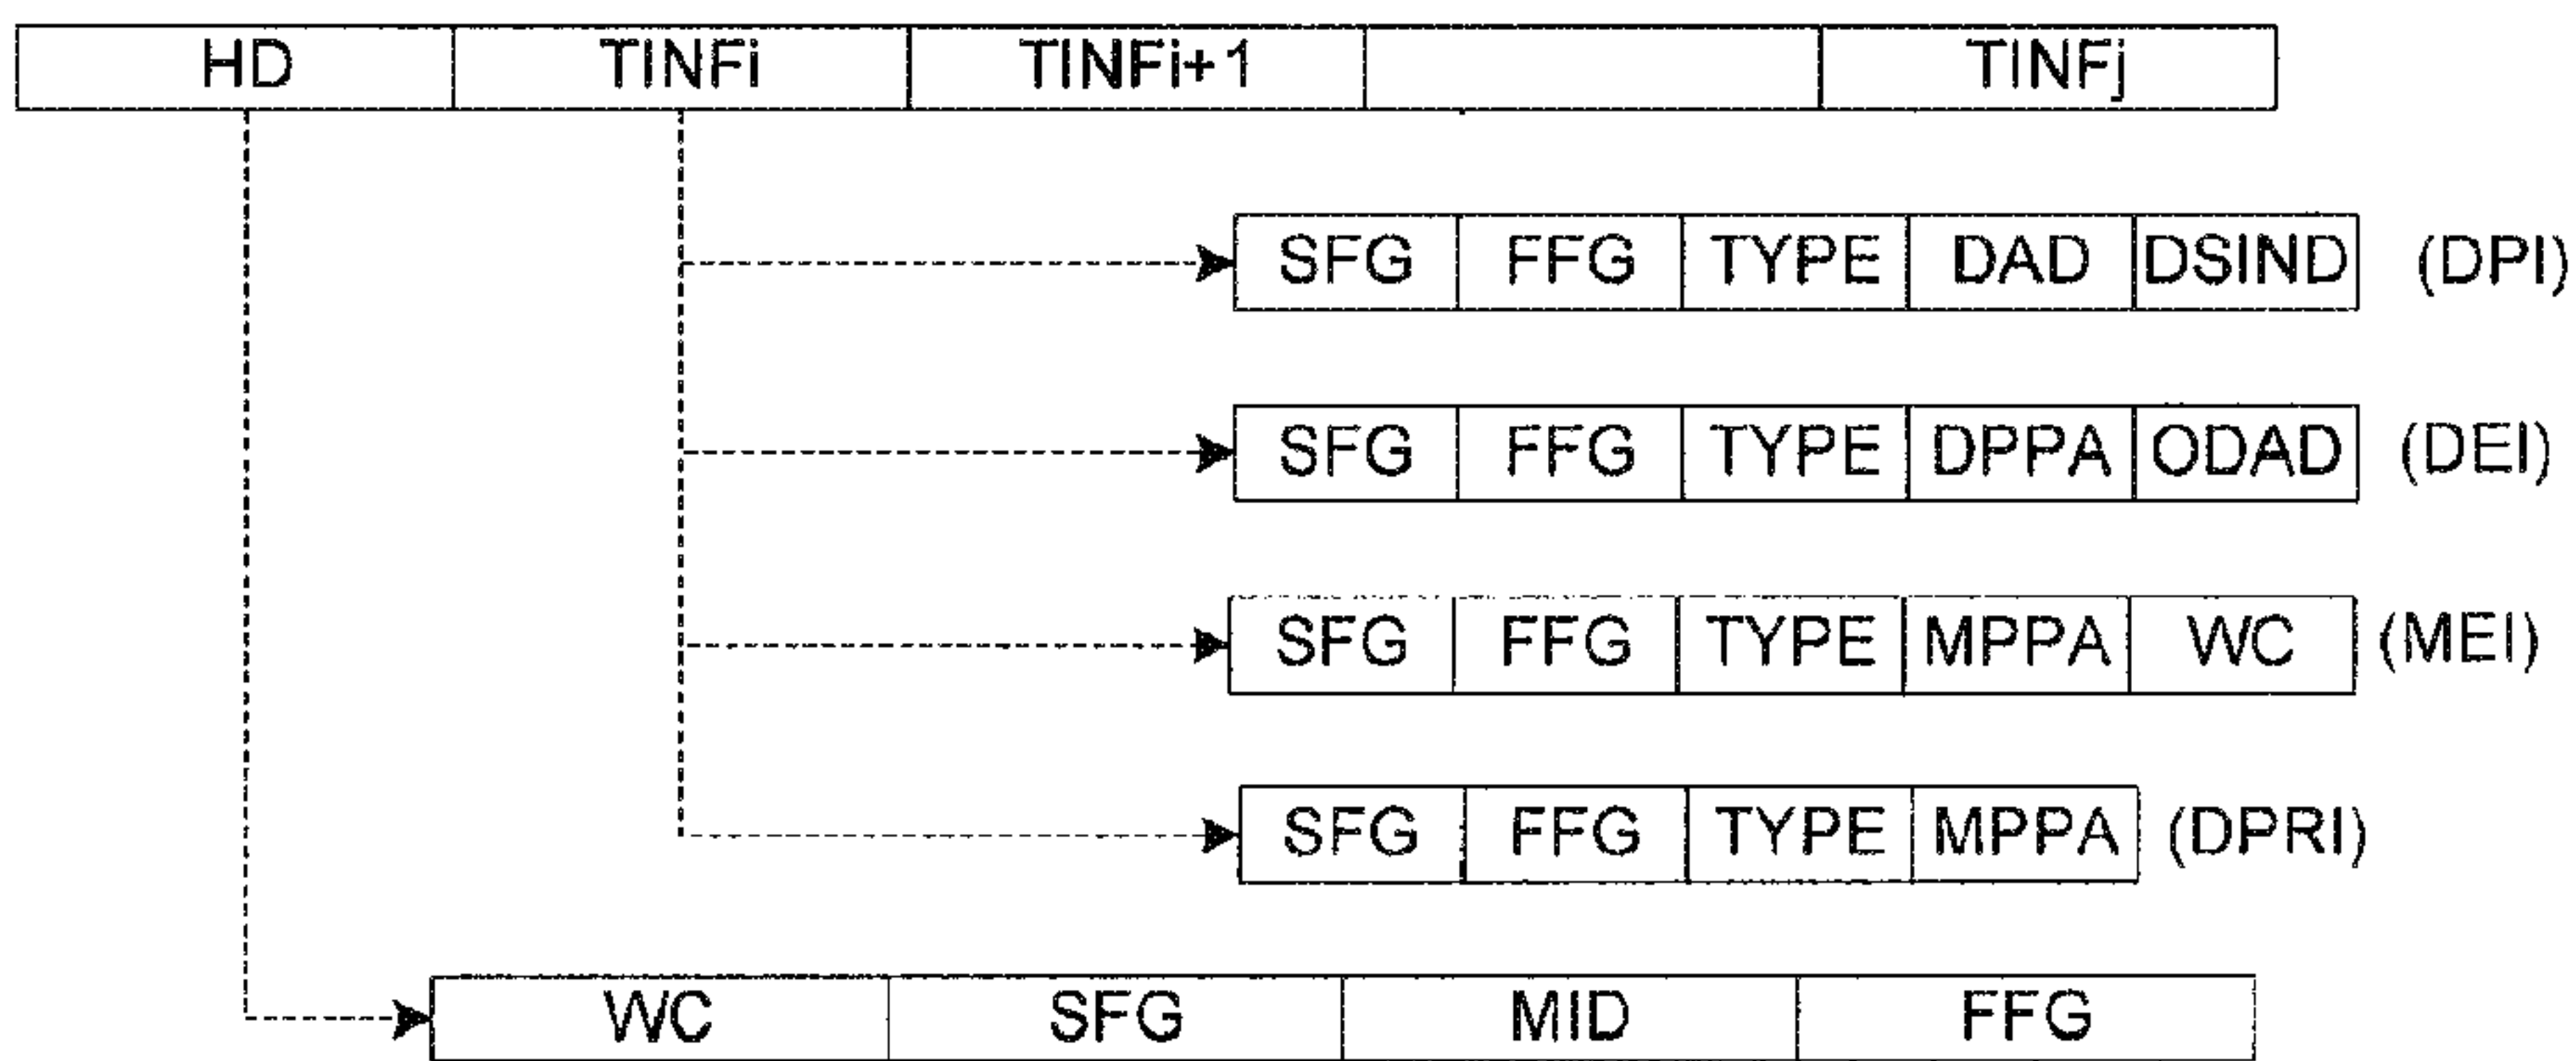 HD TINFi TINFi+1 TINFj
SFG FFG TYPE DAD DSIND (DPI)
SFG FFG TYPE DPPA ODAD (DEI)
SFG FFG TYPE MPPA WC (MEI)
SFG FFG TYPE MPPA (DPRI)
WC SFG MID FFG